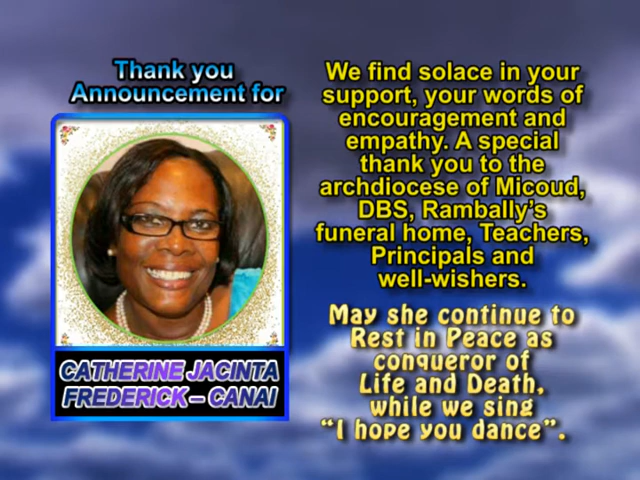 Thank you
Announcement for
CATHERINE JACINTA
FREDERICK – CANAI
We find solace in your
support, your words of
encouragement and
empathy. A special
thank you to the
archdiocese of Micoud,
DBS, Rambally's
funeral home, Teachers,
Principals and
well-wishers.
May she continue to
Rest in Peace as
conqueror of
Life and Death,
while we sing
“I hope you dance”.